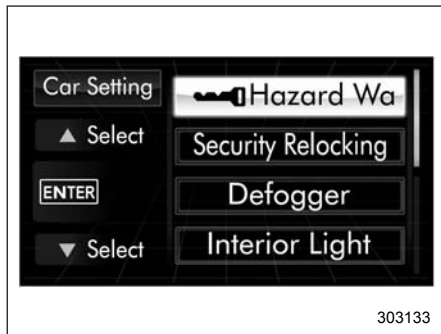 Car Setting
Hazard Wa
▲ Select
Security Relocking
ENTER
Defogger
▼ Select
Interior Light
303133